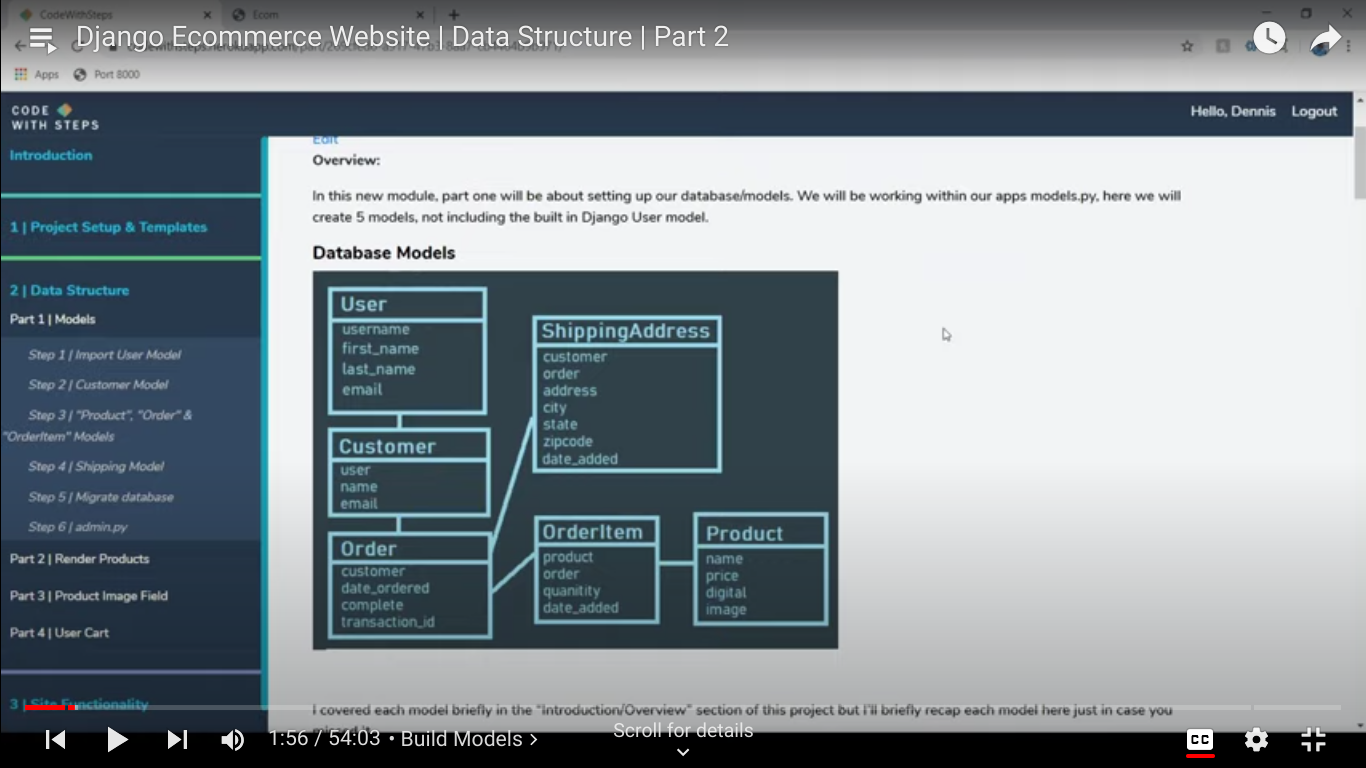 CodeWithSteps
Ecom
Django Ecommerce Website | Data Structure | Part 2
Apps
Port 8000
CODE
WITH STEPS
Hello, Dennis
Logout
Introduction
1 | Project Setup & Templates
2 | Data Structure
Part 1 | Models
Step 1 | Import User Model
Step 2 | Customer Model
Step 3 | "Product", "Order" &
"OrderItem" Models
Step 4 | Shipping Model
Step 5 | Migrate database
Step 6 | admin.py
Part 2 | Render Products
Part 3 | Product Image Field
Part 4 | User Cart
3 | Site Functionality
Edit
Overview:
In this new module, part one will be about setting up our database/models. We will be working within our apps models.py, here we will
create 5 models, not including the built in Django User model.
Database Models
User
username
first_name
last_name
email
Customer
user
name
email
Order
customer
date_ordered
complete
transaction_id
ShippingAddress
customer
order
address
city
state
zipcode
date_added
OrderItem
product
order
quanitity
date_added
Product
name
price
digital
image
I covered each model briefly in the "Introduction/Overview" section of this project but i'll briefly recap each model here just in case you
1:56 / 54:03 • Build Models >
Scroll for details
CC